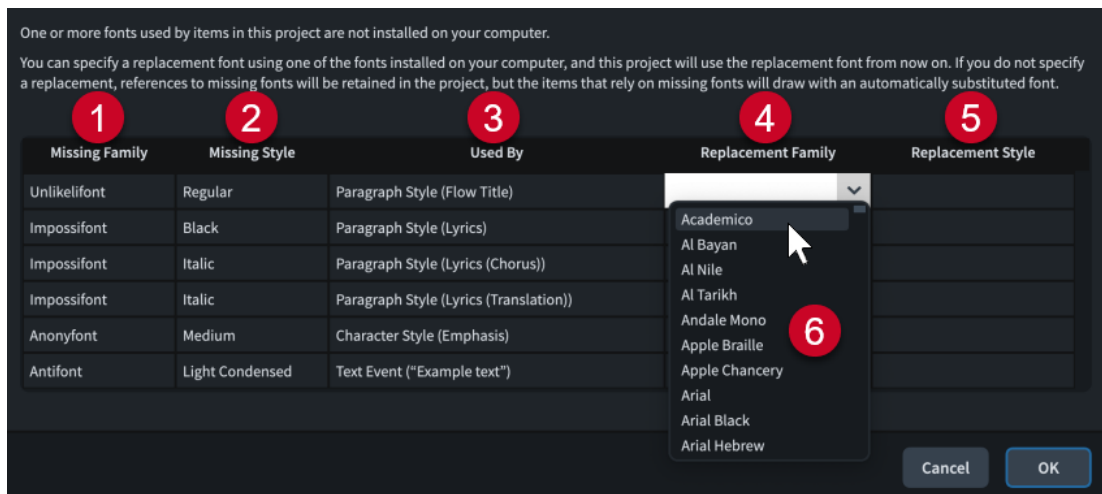 One or more fonts used by items in this project are not installed on your computer.
You can specify a replacement font using one of the fonts installed on your computer, and this project will use the replacement font from now on. If you do not specify
a replacement, references to missing fonts will be retained in the project, but the items that rely on missing fonts will draw with an automatically substituted font.
1 2 3 4 5
Missing Family Missing Style Used By Replacement Family Replacement Style
Unlikelifont Regular Paragraph Style (Flow Title)
Impossifont Black Paragraph Style (Lyrics)
Impossifont Italic Paragraph Style (Lyrics (Chorus))
Impossifont Italic Paragraph Style (Lyrics (Translation))
Anonyfont Medium Character Style (Emphasis)
Antifont Light Condensed Text Event (“Example text”)
Academico
Al Bayan
Al Nile
Al Tarikh
Andale Mono
6
Apple Braille
Apple Chancery
Arial
Arial Black
Arial Hebrew
Cancel OK